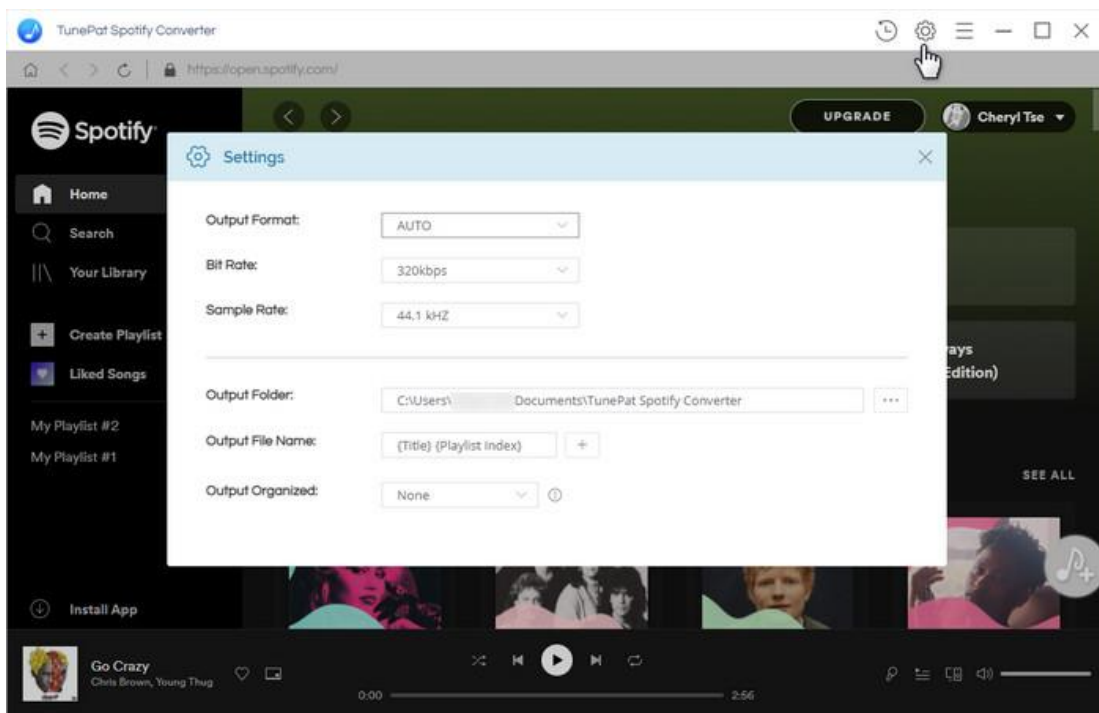 TunePat Spotify Converter
https://open.spotify.com/
Spotify
UPGRADE
Cheryl Tse
Settings
Home
Search
Your Library
Create Playlist
Liked Songs
My Playlist #2
My Playlist #1
Install App
Output Format:
AUTO
Bit Rate:
320kbps
Sample Rate:
44.1 kHZ
Output Folder:
C:\Users\ Documents\TunePat Spotify Converter
...
Output File Name:
{Title} {Playlist Index}
+
Output Organized:
None
Edition)
SEE ALL
Go Crazy
Chris Brown, Young Thug
0:00
2:56